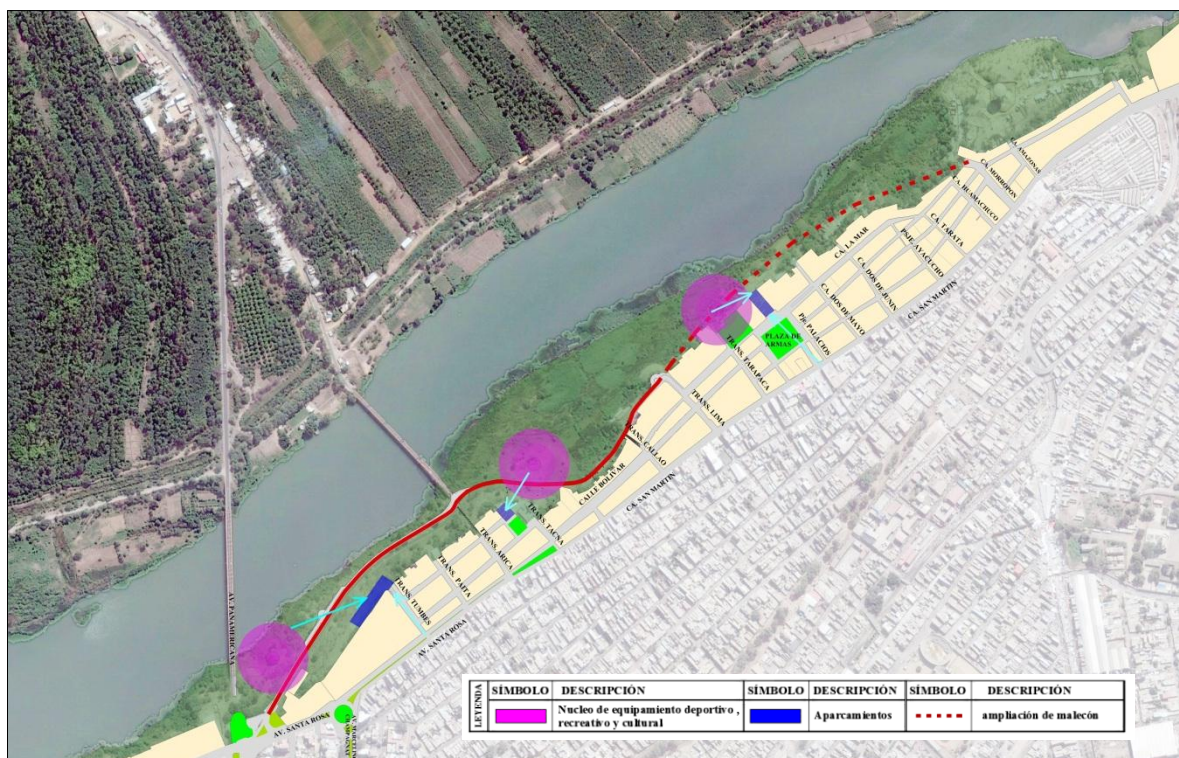 CA. AMAZONAS
CA. MORROPON
CA. HUAMACHUCO
CA. TARATA
CA. LA MAR
PSJE. AYACUCHO
CA. DOS DE JUNIN
CA. SAN MARTIN
CA. DOS DE MAYO
PJE. PALACIOS
PLAZA DE
ARMAS
TRANS. TARAPACA
TRANS. LIMA
TRANS. CALLAO
CALLE BOLIVAR
CA. SAN MARTIN
TRANS. TACNA
TRANS. ARICA
TRANS. PAITA
TRANS. TUMBES
AV. SANTA ROSA
AV. PANAMERICANA
AV. SANTA ROSA
LEYENDA
SÍMBOLO DESCRIPCIÓN SÍMBOLO DESCRIPCIÓN SÍMBOLO DESCRIPCIÓN
Nucleo de equipamiento deportivo , Aparcamientos ampliación de malecón
recreativo y cultural